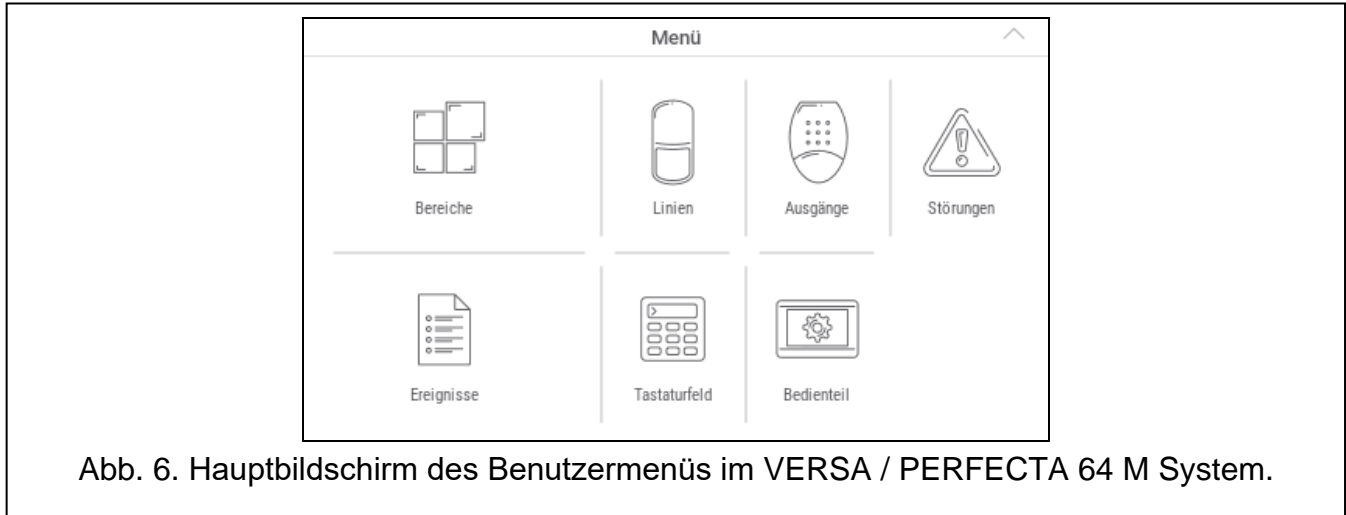 Menü
Bereiche
Linien
Ausgänge
Störungen
Ereignisse
Tastaturfeld
Bedienteil
Abb. 6. Hauptbildschirm des Benutzermenüs im VERSA / PERFECTA 64 M System.